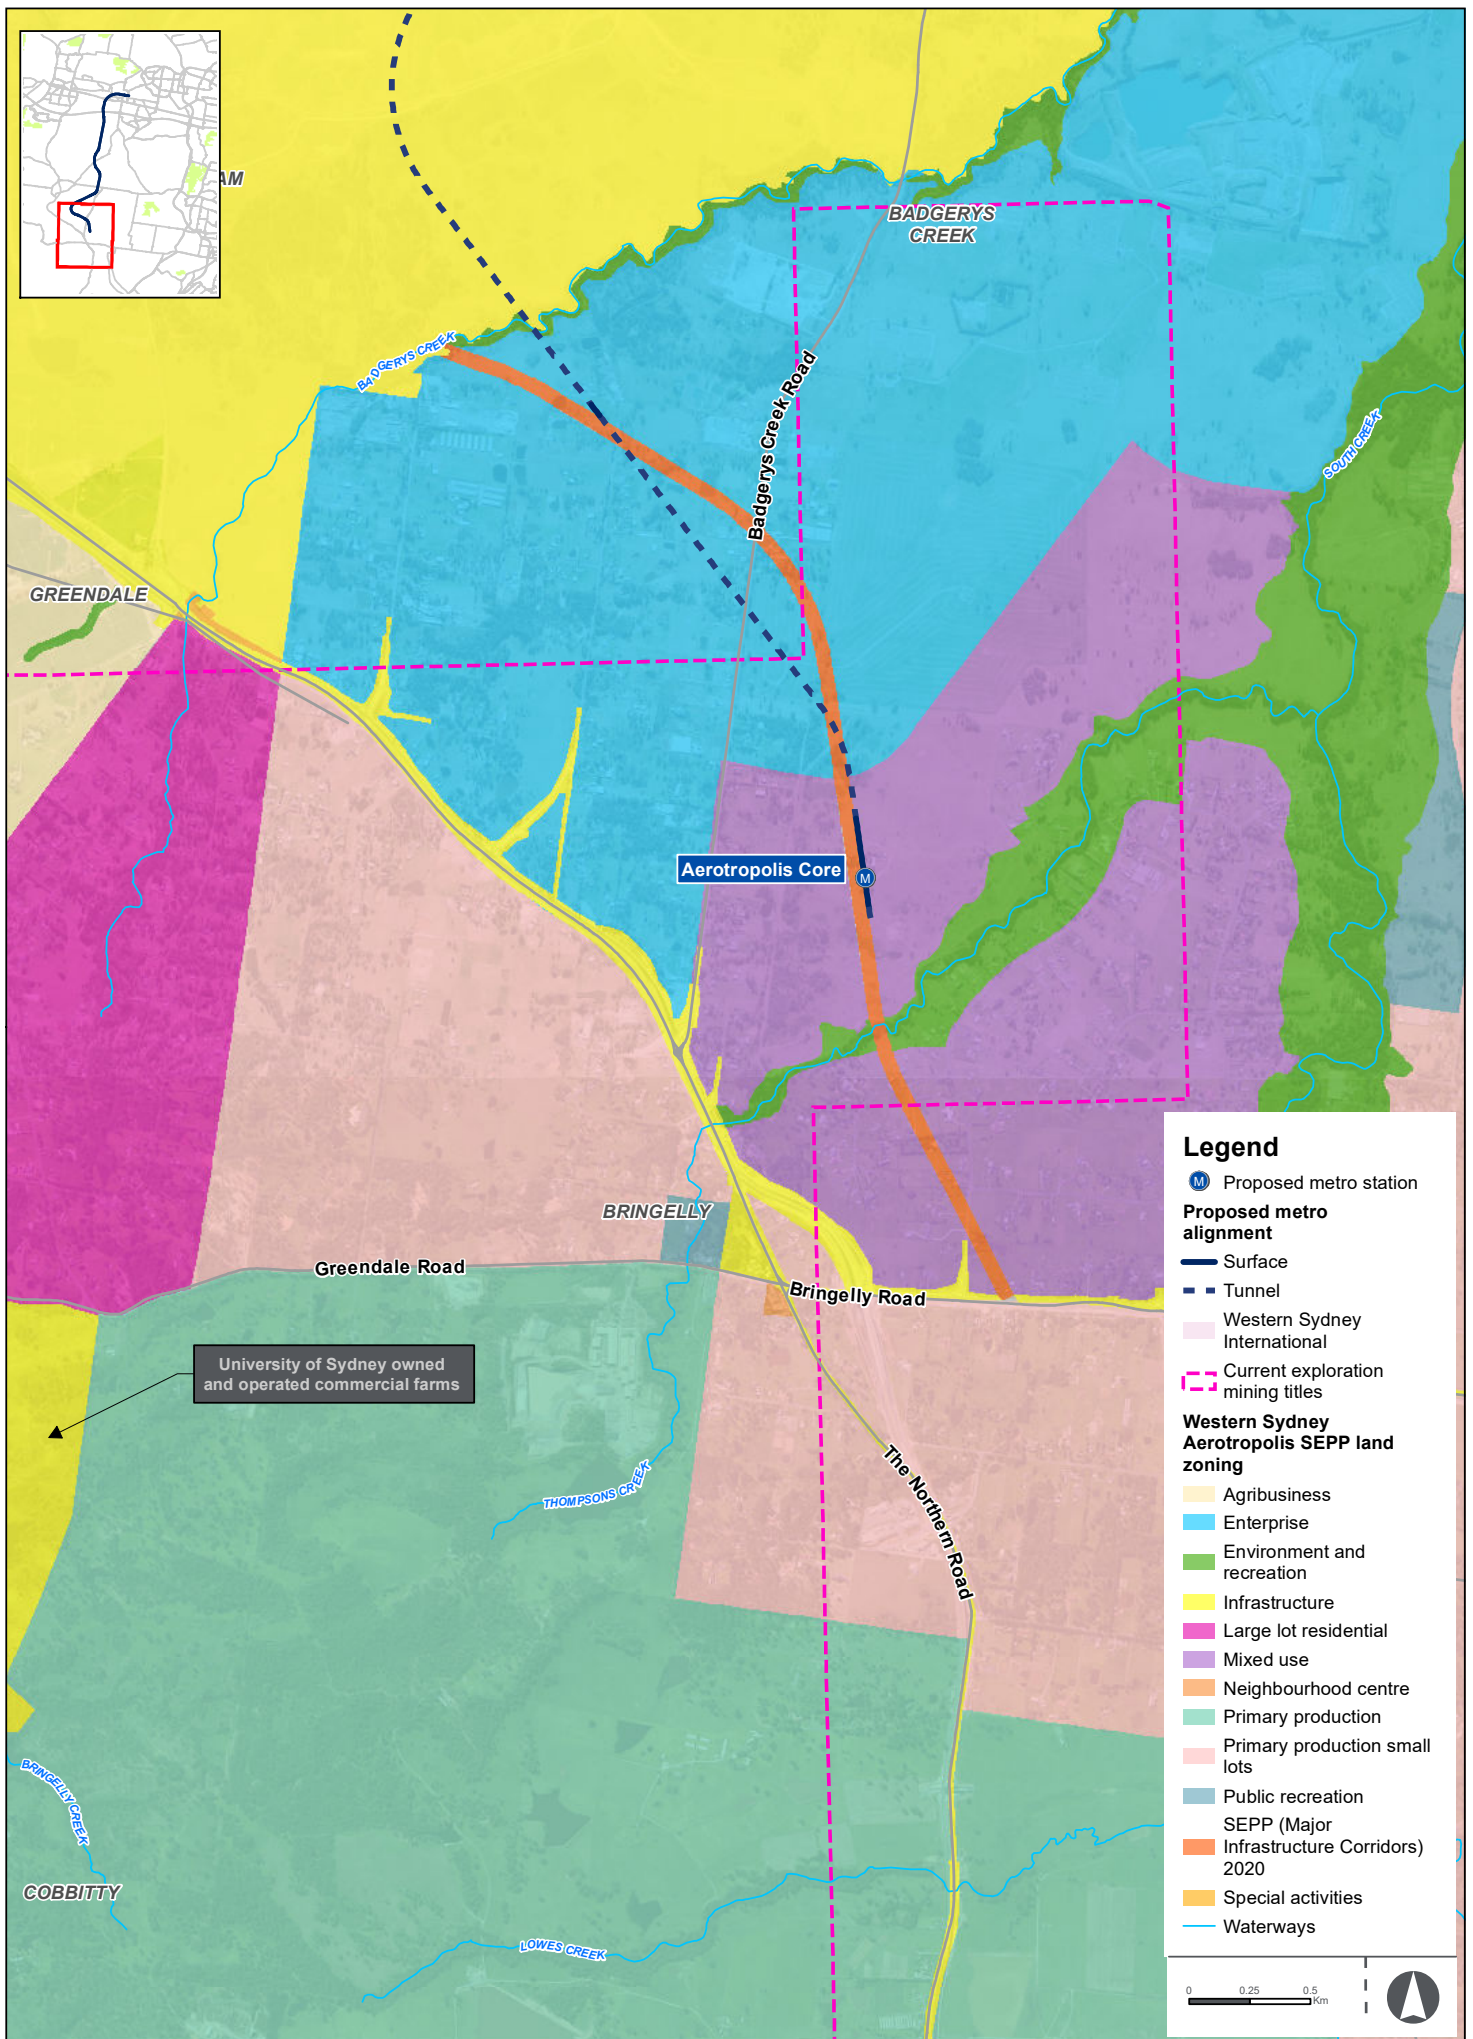 AM
BADGERYS
CREEK
BADGERYS CREEK
Badgerys Creek Road
SOUTH CREEK
GREENDALE
Aerotropolis Core
M
BRINGELLY
Greendale Road
Bringelly Road
University of Sydney owned
and operated commercial farms
THOMPSONS CREEK
The Northern Road
BRINGELLY CREEK
COBBITTY
LOWES CREEK
Legend
M Proposed metro station
Proposed metro
alignment
Surface
Tunnel
Western Sydney
International
Current exploration
mining titles
Western Sydney
Aerotropolis SEPP land
zoning
Agribusiness
Enterprise
Environment and
recreation
Infrastructure
Large lot residential
Mixed use
Neighbourhood centre
Primary production
Primary production small
lots
Public recreation
SEPP (Major
Infrastructure Corridors)
2020
Special activities
Waterways
0 0.25 0.5
Km